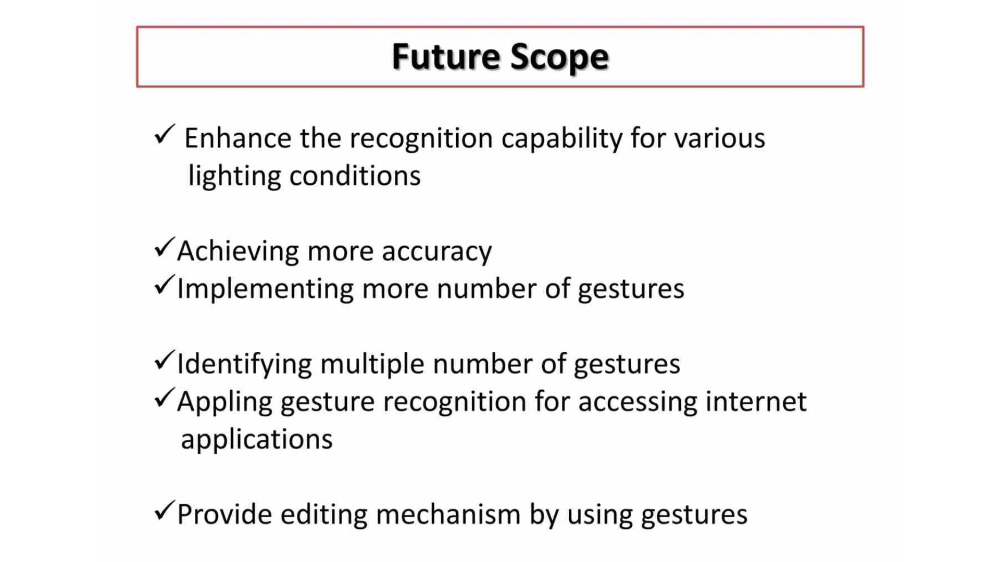 Future Scope
✓ Enhance the recognition capability for various
lighting conditions
✓Achieving more accuracy
✓Implementing more number of gestures
✓Identifying multiple number of gestures
✓Appling gesture recognition for accessing internet
applications
✓Provide editing mechanism by using gestures